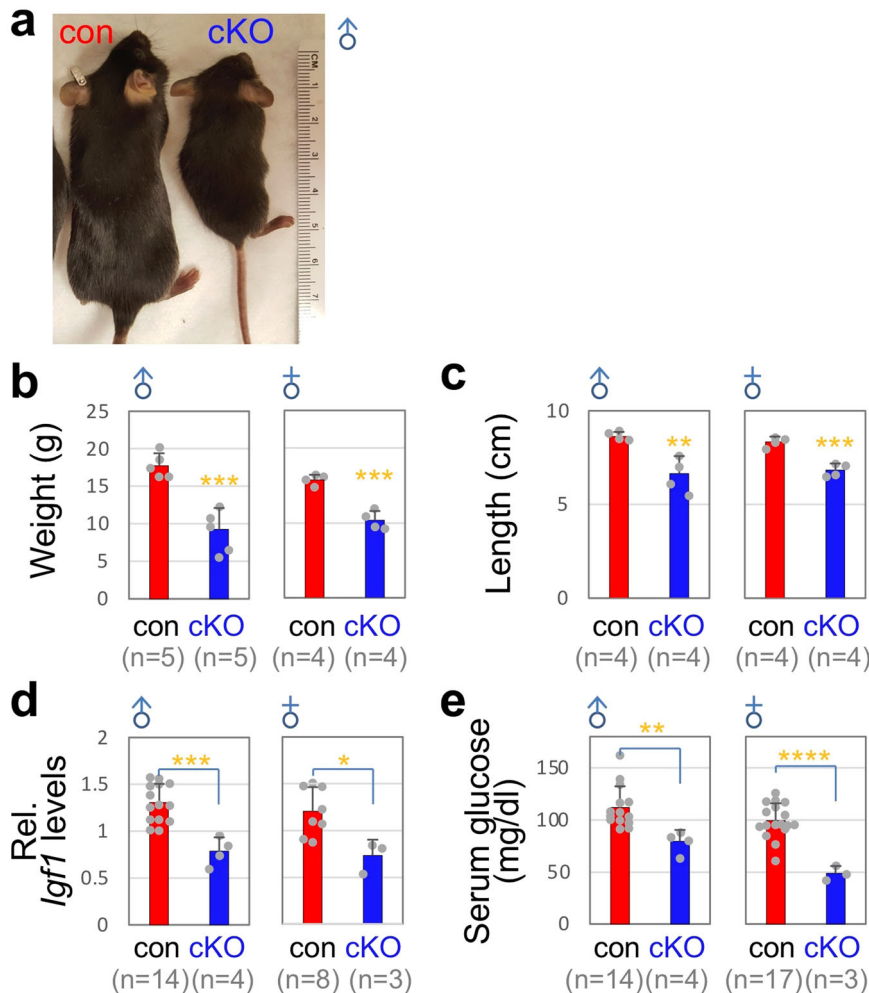 a
con
cKO
♂
CM
1
2
3
4
5
6
7
b
♂
♀
Weight (g)
25
20
15
10
5
0
***
***
con cKO
(n=5) (n=5)
con cKO
(n=4) (n=4)
c
♂
♀
Length (cm)
10
5
0
**
***
con cKO
(n=4) (n=4)
con cKO
(n=4) (n=4)
d
♂
♀
Rel.
Igf1 levels
2
1.5
1
0.5
0
***
*
con cKO
(n=14) (n=4)
con cKO
(n=8) (n=3)
e
♂
♀
Serum glucose
(mg/dl)
150
100
50
0
**
****
con cKO
(n=14) (n=4)
con cKO
(n=17) (n=3)